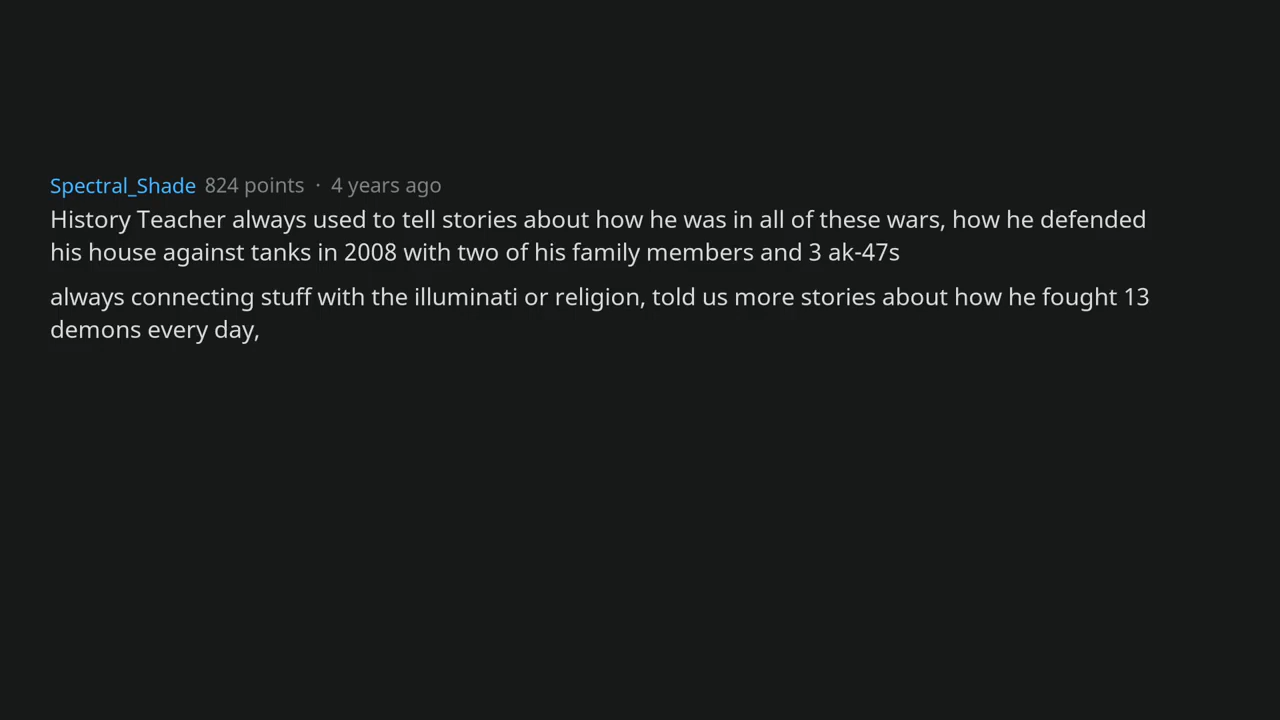 Spectral_Shade 824 points · 4 years ago
History Teacher always used to tell stories about how he was in all of these wars, how he defended
his house against tanks in 2008 with two of his family members and 3 ak-47s
always connecting stuff with the illuminati or religion, told us more stories about how he fought 13
demons every day,